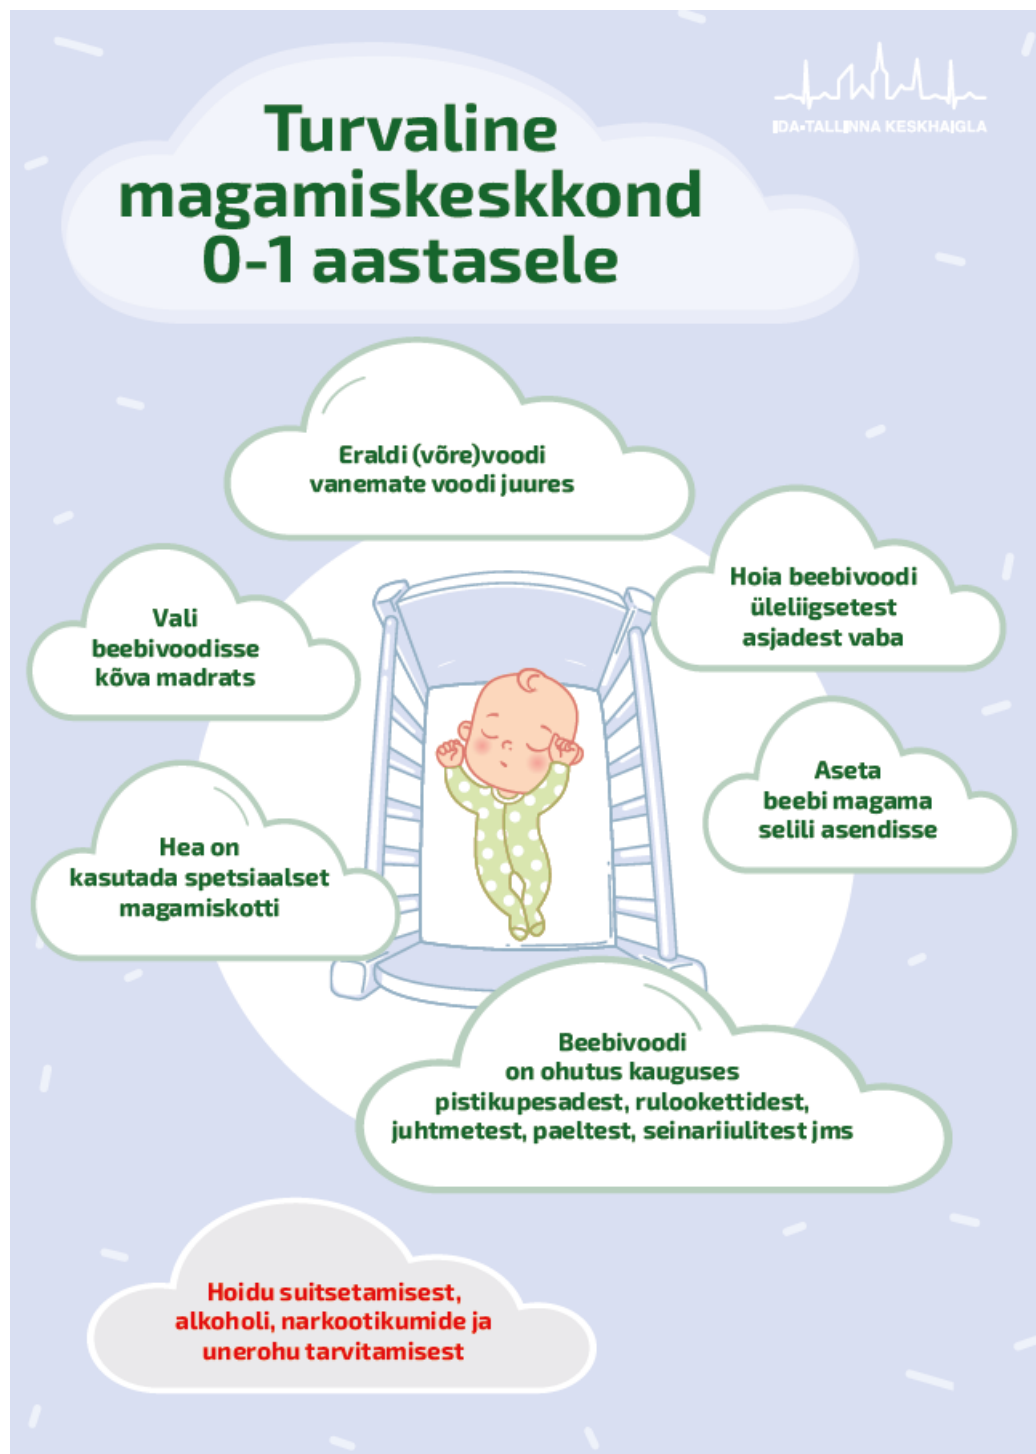 Turvaline
magamiskeskkond
0-1 aastasele
IDA-TALLINNA KESKHAIGLA
Eraldi (võre)voodi
vanemate voodi juures
Hoia beebivoodi
üleliigsetest
asjadest vaba
Vali
beebivoodisse
kõva madrats
Aseta
beebi magama
selili asendisse
Hea on
kasutada spetsiaalset
magamiskotti
Beebivoodi
on ohutus kauguses
pistikupesadest, rulookettidest,
juhtmetest, paeltest, seinariiulitest jms
Hoidu suitsetamisest,
alkoholi, narkootikumide ja
unerohu tarvitamisest